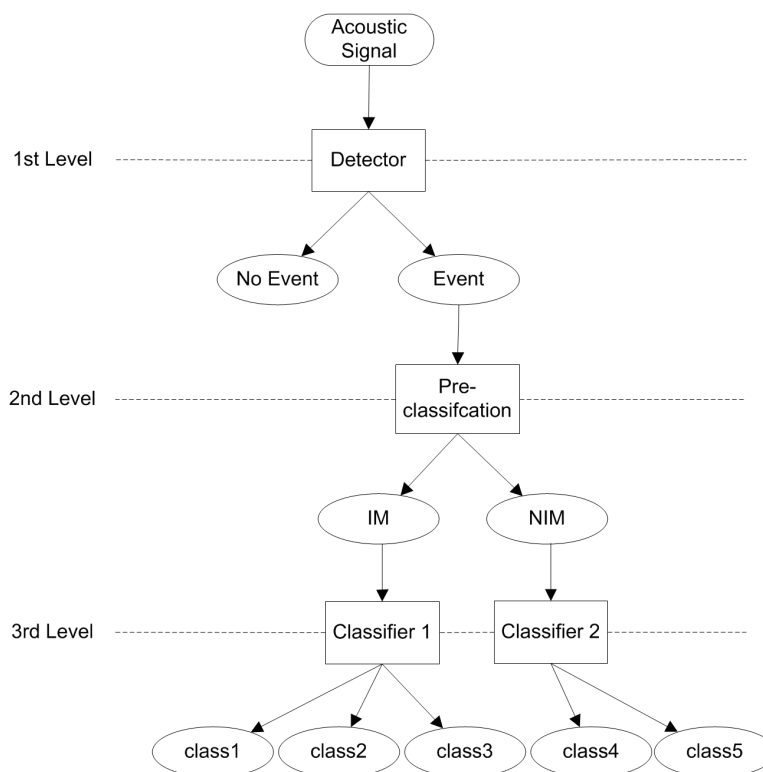 Acoustic
Signal
1st Level
Detector
No Event
Event
2nd Level
Pre-
classifcation
IM
NIM
3rd Level
Classifier 1
Classifier 2
class1
class2
class3
class4
class5